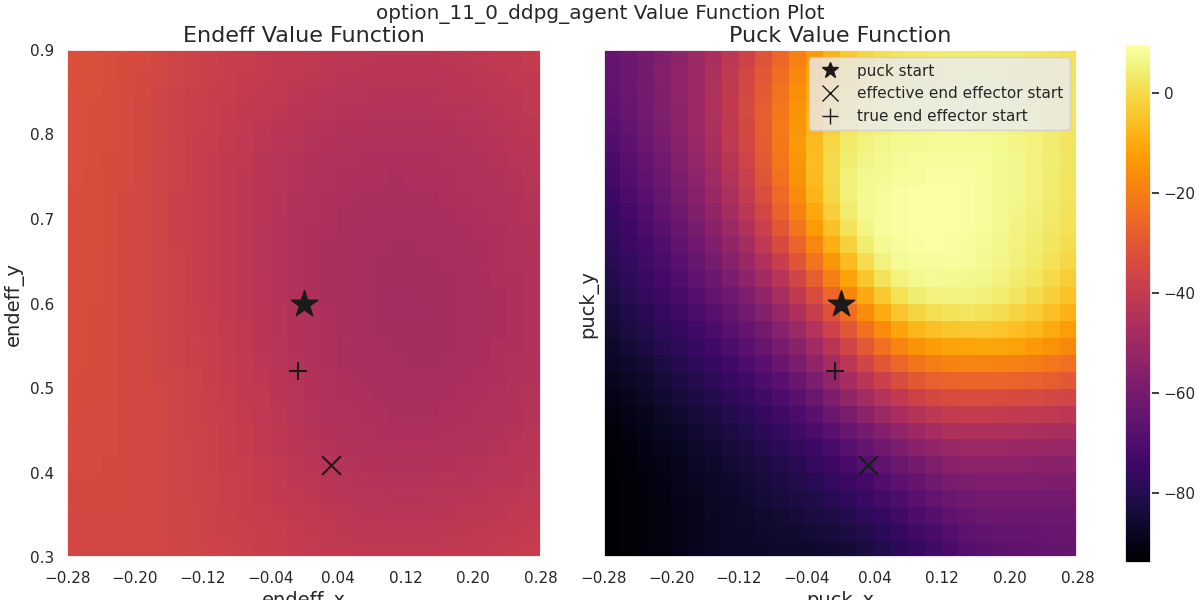 option_11_0_ddpg_agent Value Function Plot
Endeff Value Function
Puck Value Function
puck start
effective end effector start
true end effector start
0.9
0.8
0.7
0.6
0.5
0.4
0.3
endeff_y
−0.28 −0.20 −0.12 −0.04 0.04 0.12 0.20 0.28
endeff_x
puck_y
−0.28 −0.20 −0.12 −0.04 0.04 0.12 0.20 0.28
puck_x
0
−20
−40
−60
−80